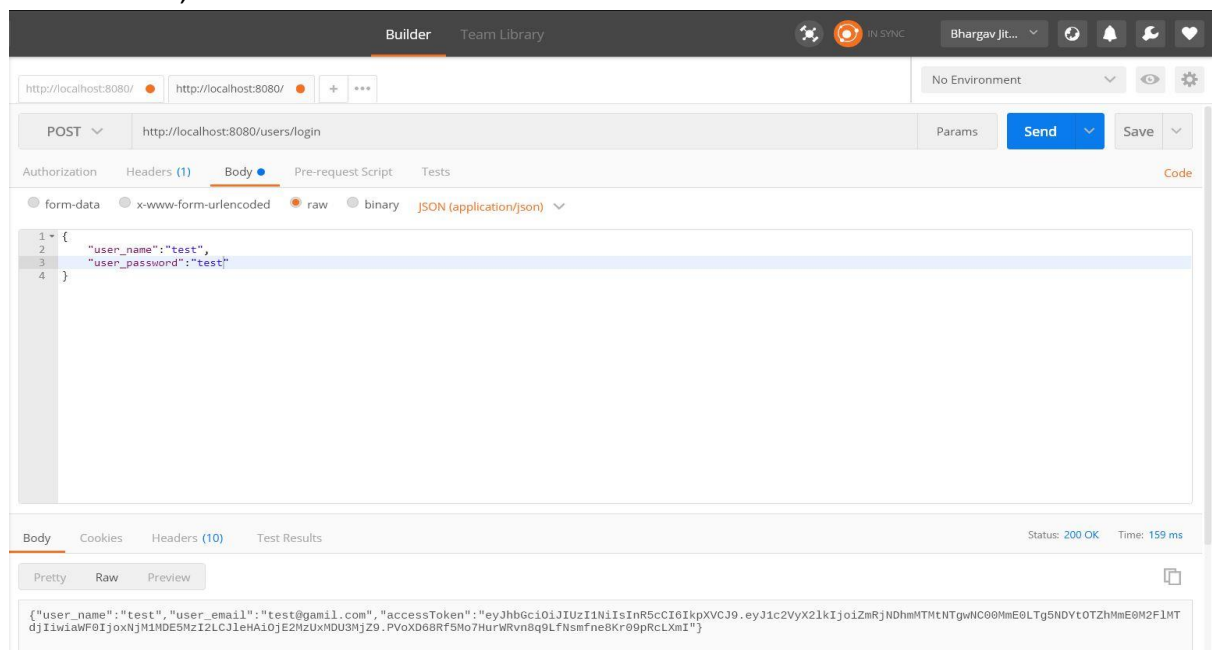 Builder Team Library IN SYNC Bhargav Jit...
http://localhost:8080/ http://localhost:8080/ + ••• No Environment
POST http://localhost:8080/users/login Params Send Save
Authorization Headers (1) Body Pre-request Script Tests Code
form-data x-www-form-urlencoded raw binary JSON (application/json)
1 {
2 "user_name":"test",
3 "user_password":"test"
4 }
Body Cookies Headers (10) Test Results Status: 200 OK Time: 159 ms
Pretty Raw Preview
{"user_name":"test","user_email":"test@gamil.com","accessToken":"eyJhbGciOiJIUzI1NiIsInR5cCI6IkpXVCJ9.eyJ1c2VyX2lkIjoiZmRjNDhmMTMtNTgwNC00MmE0LTg5NDYtOTZhMmE0M2FlMT
djIiwiaWF0IjoxNjM1MDE5MzI2LCJleHAiOjE2MzUxMDU3MjZ9.PVoXD68Rf5Mo7HurWRvn8q9LfNsmfne8Kr09pRcLXmI"}